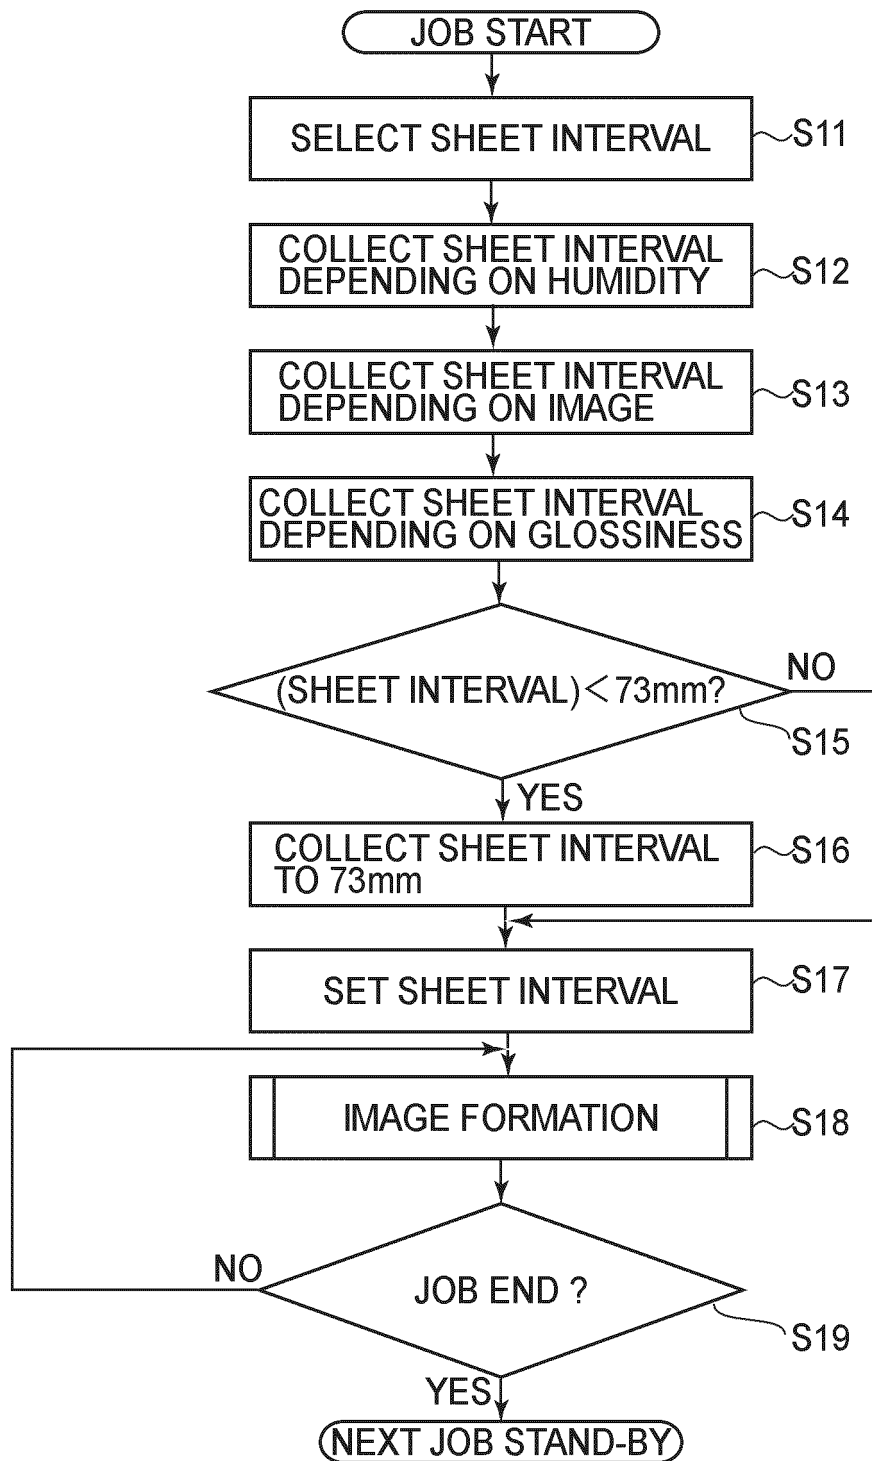 JOB START
SELECT SHEET INTERVAL
S11
COLLECT SHEET INTERVAL
DEPENDING ON HUMIDITY
S12
COLLECT SHEET INTERVAL
DEPENDING ON IMAGE
S13
COLLECT SHEET INTERVAL
DEPENDING ON GLOSSINESS
S14
(SHEET INTERVAL)<73mm?
NO
S15
YES
COLLECT SHEET INTERVAL
TO 73mm
S16
SET SHEET INTERVAL
S17
IMAGE FORMATION
S18
NO
JOB END ?
S19
YES
NEXT JOB STAND-BY